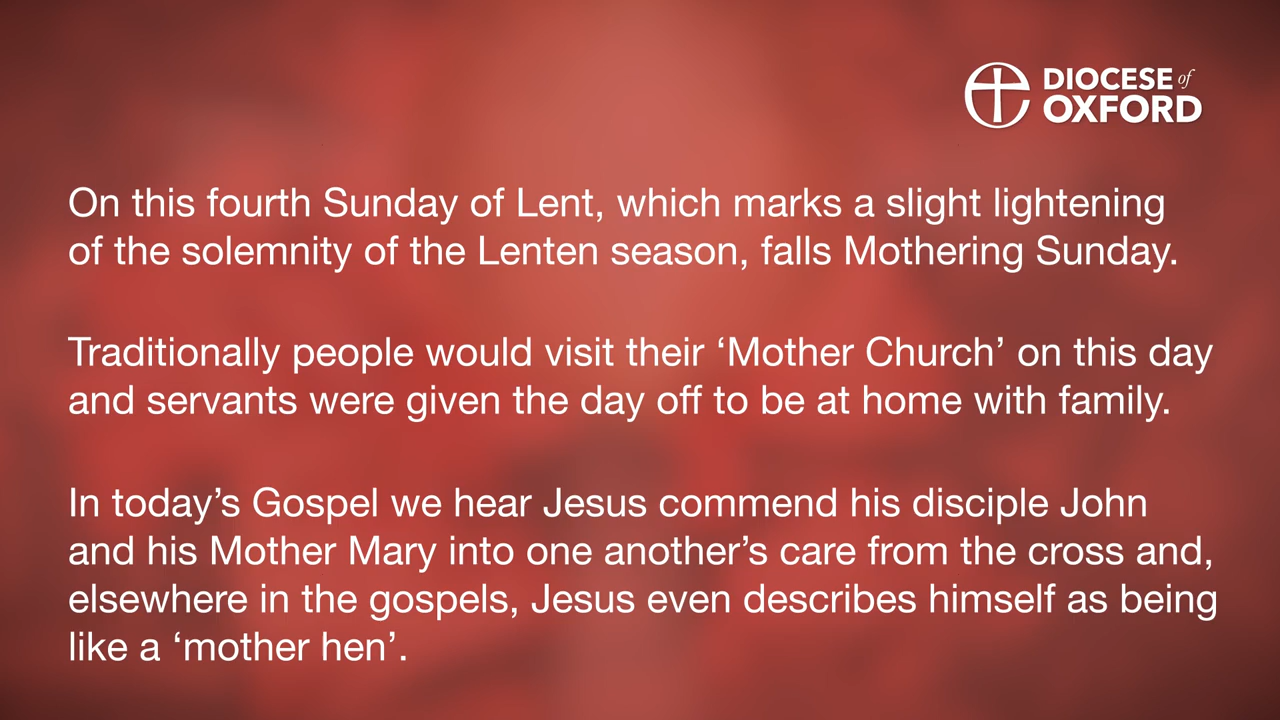 DIOCESE of
OXFORD
On this fourth Sunday of Lent, which marks a slight lightening
of the solemnity of the Lenten season, falls Mothering Sunday.
Traditionally people would visit their ‘Mother Church’ on this day
and servants were given the day off to be at home with family.
In today’s Gospel we hear Jesus commend his disciple John
and his Mother Mary into one another’s care from the cross and,
elsewhere in the gospels, Jesus even describes himself as being
like a ‘mother hen’.